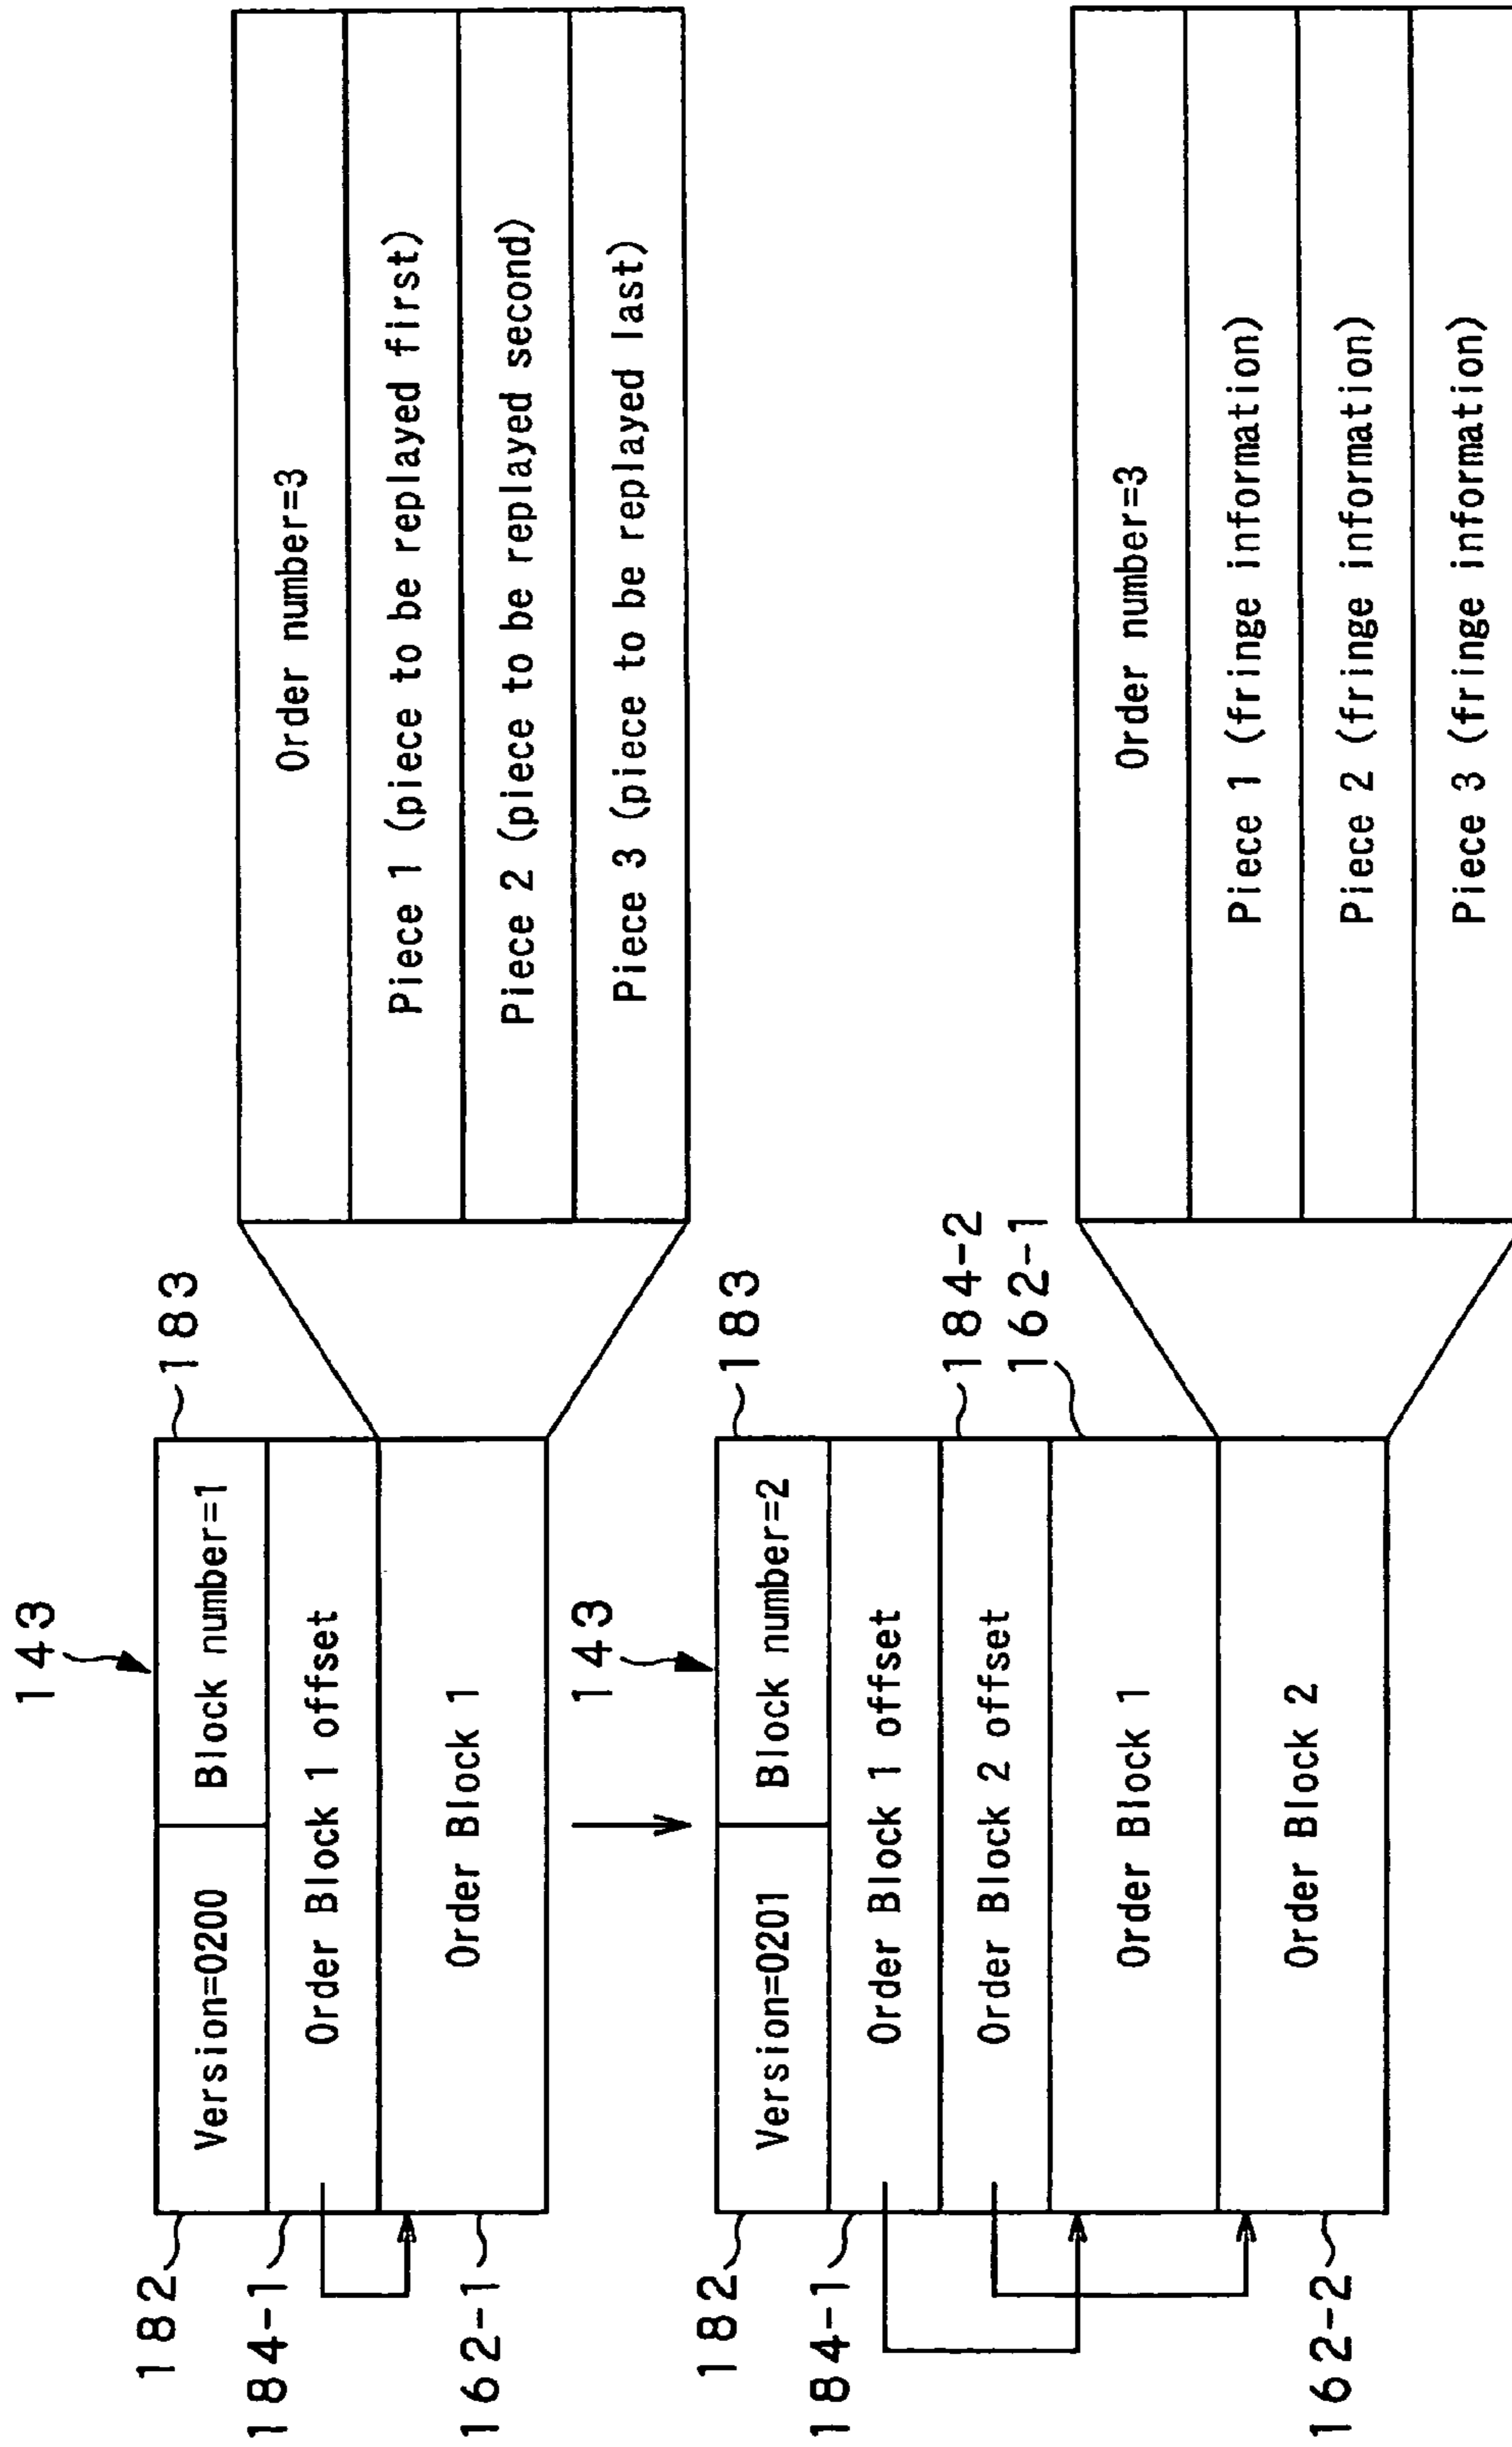 143
182
Version=0200
Block number=1
183
184-1
Order Block 1 offset
162-1
Order Block 1
Order number=3
Piece 1 (piece to be replayed first)
Piece 2 (piece to be replayed second)
Piece 3 (piece to be replayed last)
143
182
Version=0201
Block number=2
183
184-1
Order Block 1 offset
Order Block 2 offset
184-2
Order Block 1
162-1
162-2
Order Block 2
Order number=3
Piece 1 (fringe information)
Piece 2 (fringe information)
Piece 3 (fringe information)